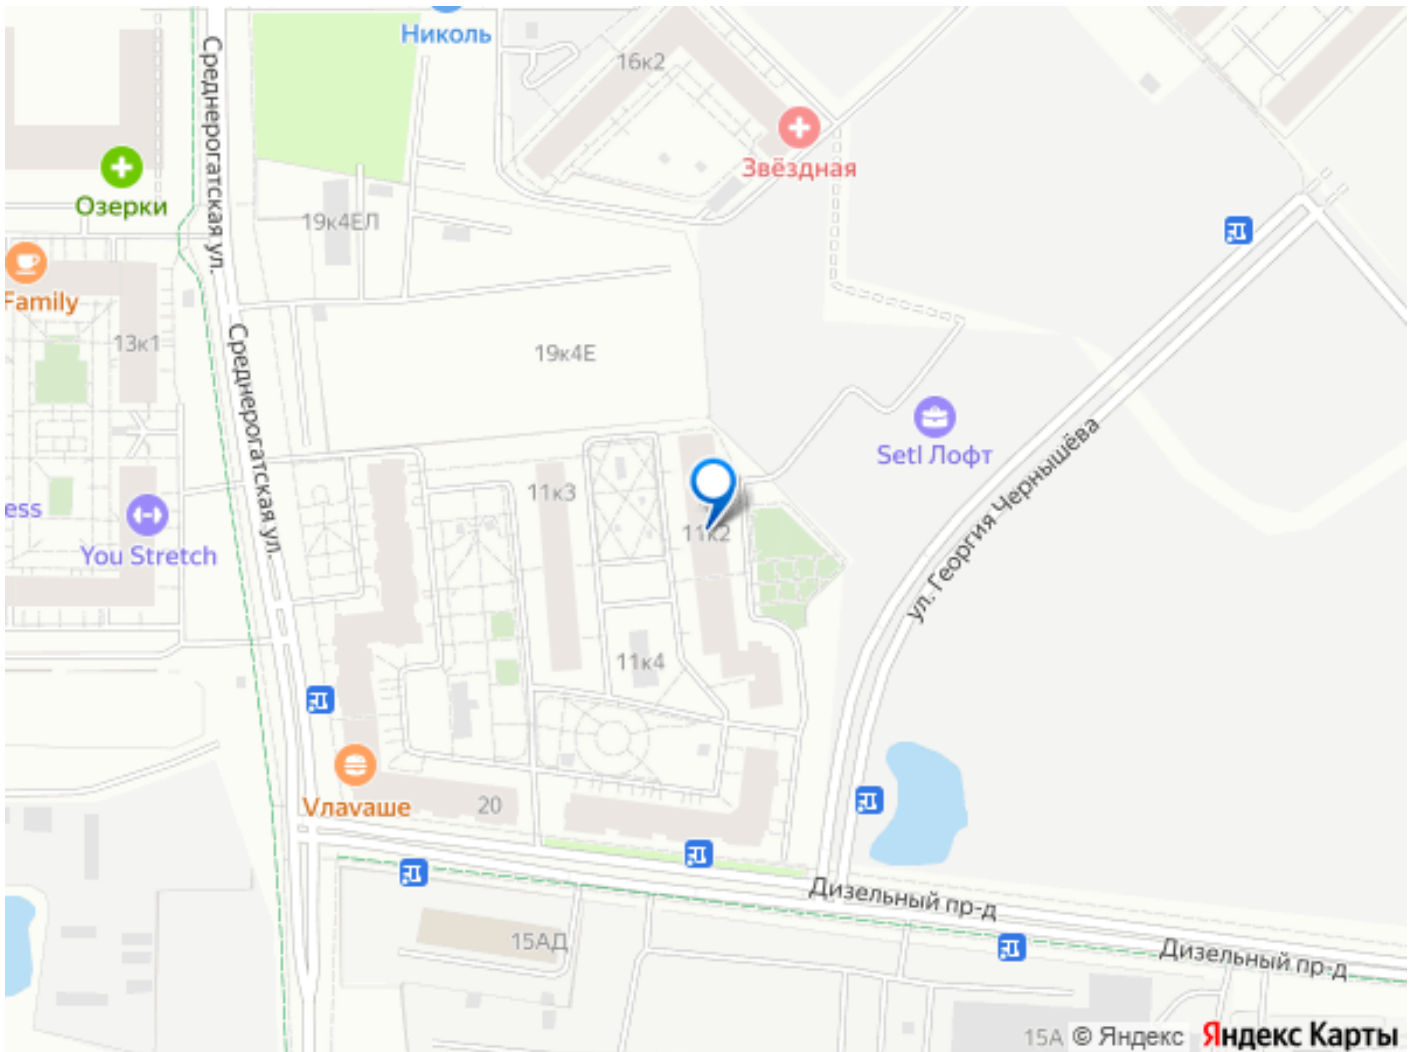 Николь
16к2
Среднерогатская ул.
Звёздная
Озерки
19к4ЕЛ
Family
Среднерогатская ул.
13к1
19к4Е
Setl Лофт
ул. Георгия Чернышёва
11к3
ess
11к2
You Stretch
11к4
Vлаvаше
20
Дизельный пр-д
15АД
Дизельный пр-д
15А
© Яндекс Яндекс Карты